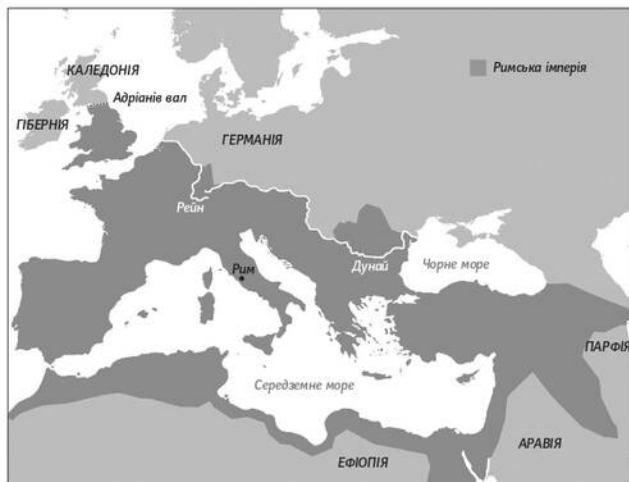 КАЛЕДОНІЯ
Римська імперія
Адріанів вал
ГІБЕРНІЯ
ГЕРМАНІЯ
Рейн
Рим
Дунай
Чорне море
ПАРФІЯ
Середземне море
АРАВІЯ
ЕФІОПІЯ